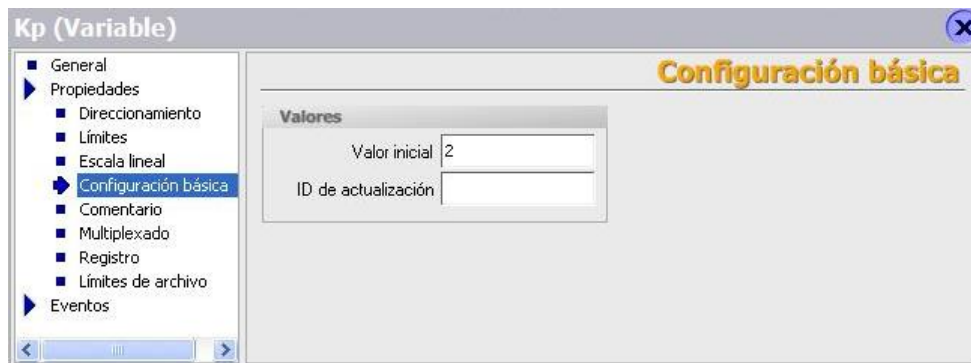 Kp (Variable)
General
Propiedades
Direccionamiento
Límites
Escala lineal
Configuración básica
Comentario
Multiplexado
Registro
Límites de archivo
Eventos
Configuración básica
Valores
Valor inicial 2
ID de actualización